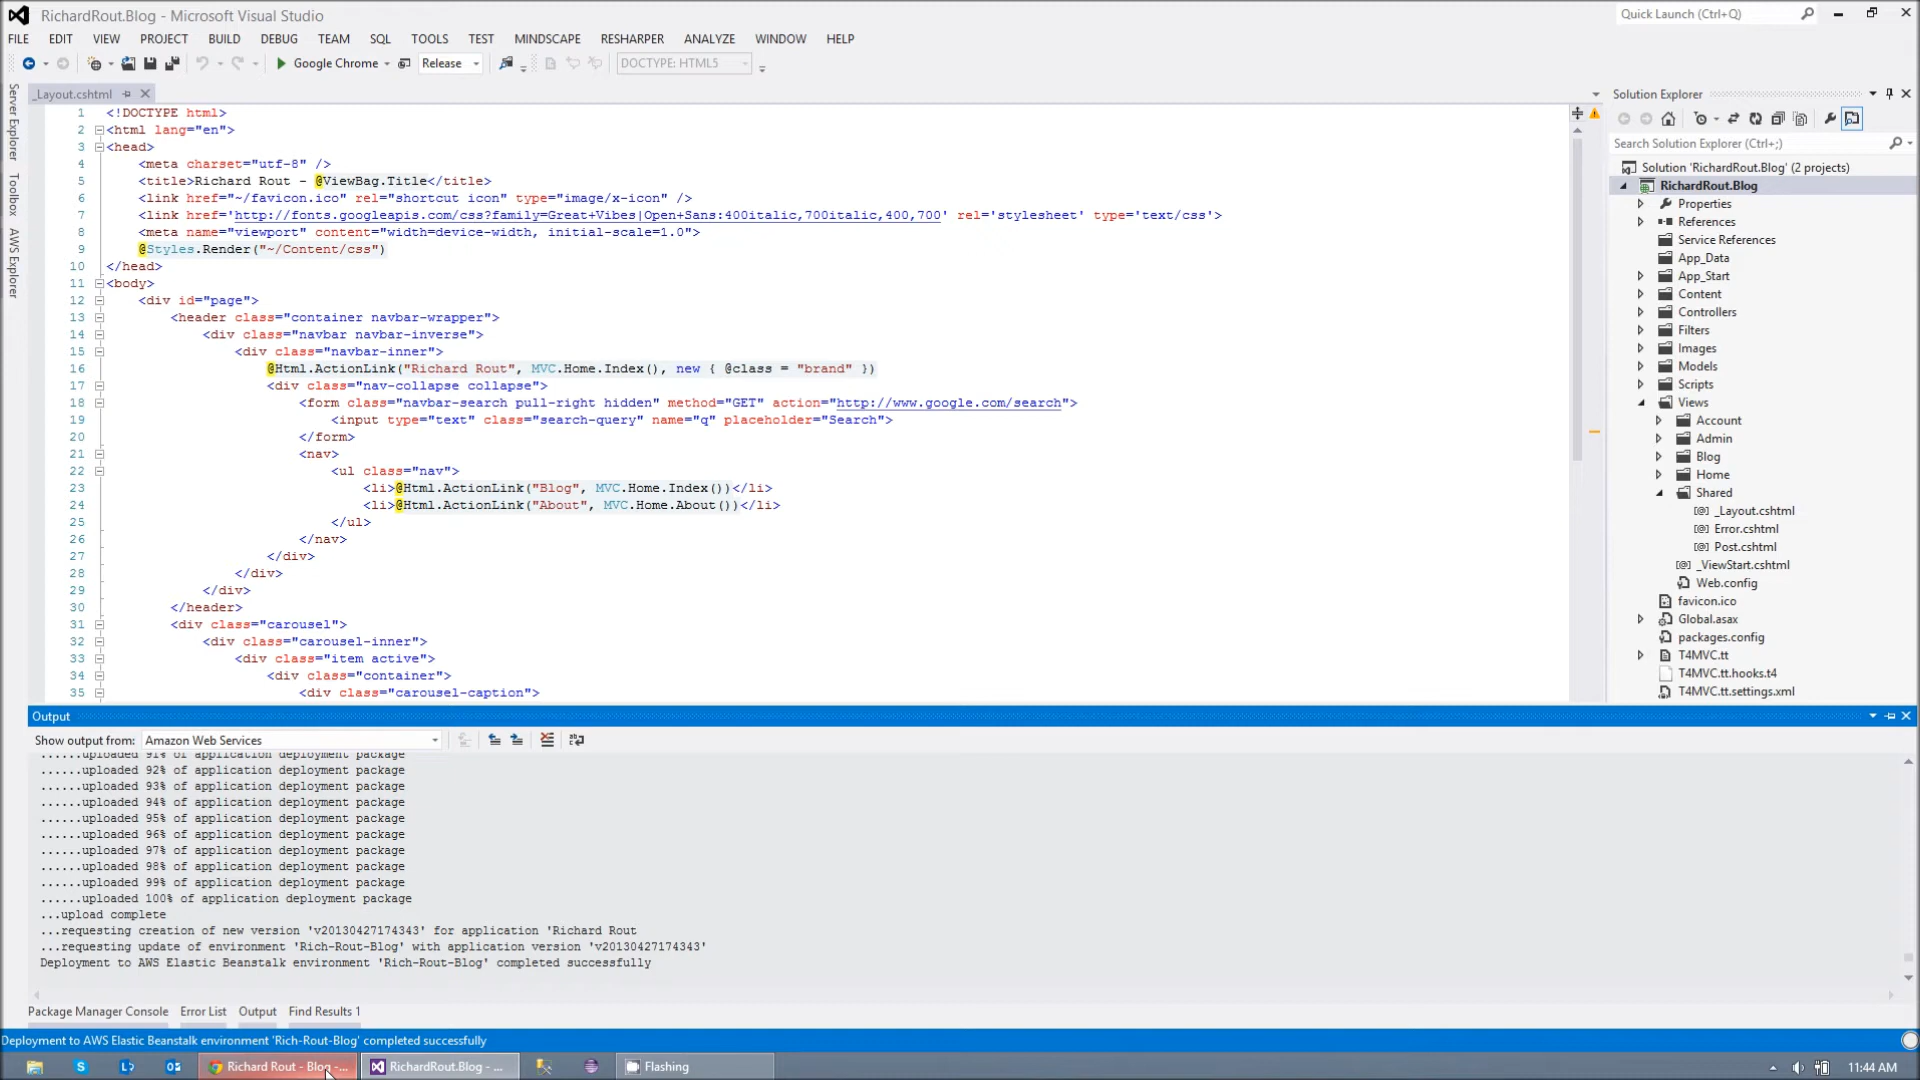 RichardRout.Blog - Microsoft Visual Studio
Quick Launch (Ctrl+Q)
FILE EDIT VIEW PROJECT BUILD DEBUG TEAM SQL TOOLS TEST MINDSCAPE RESHARPER ANALYZE WINDOW HELP
Google Chrome Release DOCTYPE: HTML5
Server Explorer
Toolbox
AWS Explorer
_Layout.cshtml
1 <!DOCTYPE html>
2 <html lang="en">
3 <head>
4 <meta charset="utf-8" />
5 <title>Richard Rout - @ViewBag.Title</title>
6 <link href="~/favicon.ico" rel="shortcut icon" type="image/x-icon" />
7 <link href='http://fonts.googleapis.com/css?family=Great+Vibes|Open+Sans:400italic,700italic,400,700' rel='stylesheet' type='text/css'>
8 <meta name="viewport" content="width=device-width, initial-scale=1.0">
9 @Styles.Render("~/Content/css")
10 </head>
11 <body>
12 <div id="page">
13 <header class="container navbar-wrapper">
14 <div class="navbar navbar-inverse">
15 <div class="navbar-inner">
16 @Html.ActionLink("Richard Rout", MVC.Home.Index(), new { @class = "brand" })
17 <div class="nav-collapse collapse">
18 <form class="navbar-search pull-right hidden" method="GET" action="http://www.google.com/search">
19 <input type="text" class="search-query" name="q" placeholder="Search">
20 </form>
21 <nav>
22 <ul class="nav">
23 <li>@Html.ActionLink("Blog", MVC.Home.Index())</li>
24 <li>@Html.ActionLink("About", MVC.Home.About())</li>
25 </ul>
26 </nav>
27 </div>
28 </div>
29 </div>
30 </header>
31 <div class="carousel">
32 <div class="carousel-inner">
33 <div class="item active">
34 <div class="container">
35 <div class="carousel-caption">
Solution Explorer
Search Solution Explorer (Ctrl+;)
Solution 'RichardRout.Blog' (2 projects)
RichardRout.Blog
Properties
References
Service References
App_Data
App_Start
Content
Controllers
Filters
Images
Models
Scripts
Views
Account
Admin
Blog
Home
Shared
_Layout.cshtml
Error.cshtml
Post.cshtml
_ViewStart.cshtml
Web.config
favicon.ico
Global.asax
packages.config
T4MVC.tt
T4MVC.tt.hooks.t4
T4MVC.tt.settings.xml
Output
Show output from: Amazon Web Services
......uploaded 91% of application deployment package
......uploaded 92% of application deployment package
......uploaded 93% of application deployment package
......uploaded 94% of application deployment package
......uploaded 95% of application deployment package
......uploaded 96% of application deployment package
......uploaded 97% of application deployment package
......uploaded 98% of application deployment package
......uploaded 99% of application deployment package
......uploaded 100% of application deployment package
...upload complete
...requesting creation of new version 'v20130427174343' for application 'Richard Rout
...requesting update of environment 'Rich-Rout-Blog' with application version 'v20130427174343'
Deployment to AWS Elastic Beanstalk environment 'Rich-Rout-Blog' completed successfully
Package Manager Console Error List Output Find Results 1
Deployment to AWS Elastic Beanstalk environment 'Rich-Rout-Blog' completed successfully
Richard Rout - Blog -... RichardRout.Blog - ... Flashing 11:44 AM